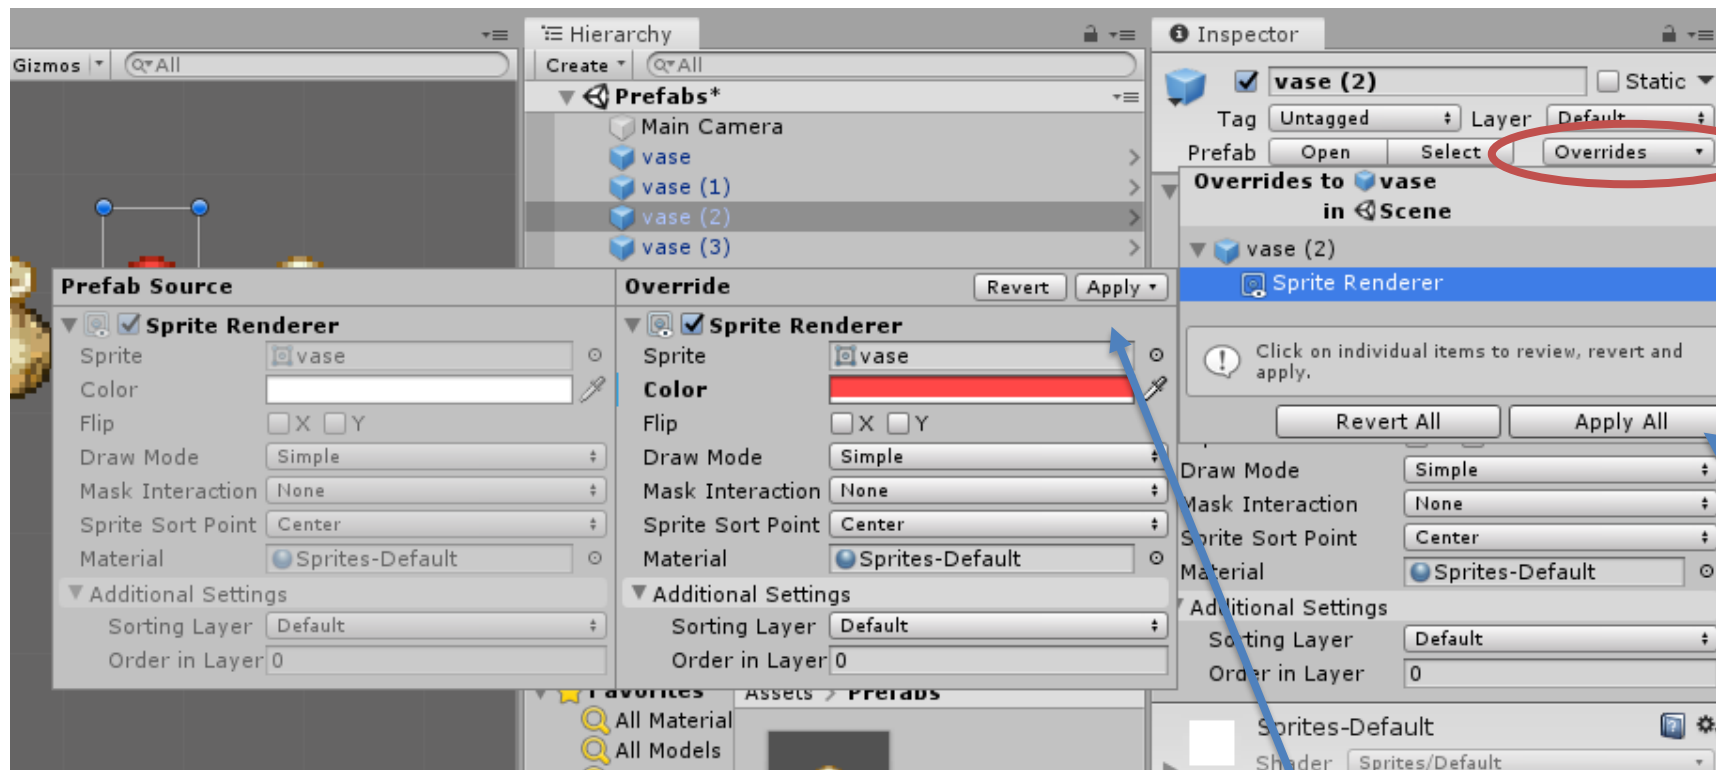 Hierarchy
Inspector
Gizmos
All
Create
All
vase (2)
Static
Prefabs*
Tag
Untagged
Layer
Default
Main Camera
Prefab
Open
Select
Overrides
vase
vase (1)
vase (2)
vase (3)
Overrides to vase
in Scene
vase (2)
Sprite Renderer
Click on individual items to review, revert and
apply.
Revert All
Apply All
Prefab Source
Sprite Renderer
Sprite
vase
Color
Flip
X
Y
Draw Mode
Simple
Mask Interaction
None
Sprite Sort Point
Center
Material
Sprites-Default
Additional Settings
Sorting Layer
Default
Order in Layer
0
Override
Revert
Apply
Sprite Renderer
Sprite
vase
Color
Flip
X
Y
Draw Mode
Simple
Mask Interaction
None
Sprite Sort Point
Center
Material
Sprites-Default
Additional Settings
Sorting Layer
Default
Order in Layer
0
Draw Mode
Simple
Mask Interaction
None
Sprite Sort Point
Center
Material
Sprites-Default
Additional Settings
Sorting Layer
Default
Order in Layer
0
Favorites
Assets > Prefabs
All Material
All Models
Sprites-Default
Shader
Sprites/Default